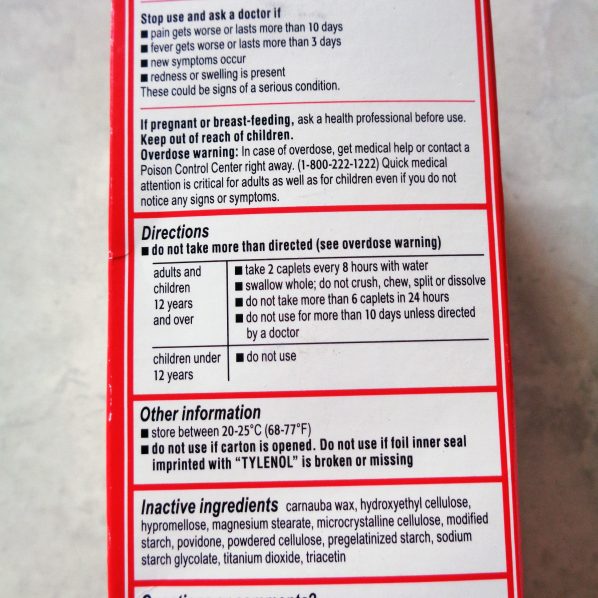 Stop use and ask a doctor if
■ pain gets worse or lasts more than 10 days
■ fever gets worse or lasts more than 3 days
■ new symptoms occur
■ redness or swelling is present
These could be signs of a serious condition.
If pregnant or breast-feeding, ask a health professional before use.
Keep out of reach of children.
Overdose warning: In case of overdose, get medical help or contact a
Poison Control Center right away. (1-800-222-1222) Quick medical
attention is critical for adults as well as for children even if you do not
notice any signs or symptoms.
Directions
■ do not take more than directed (see overdose warning)
adults and
children
12 years
and over
■ take 2 caplets every 8 hours with water
■ swallow whole; do not crush, chew, split or dissolve
■ do not take more than 6 caplets in 24 hours
■ do not use for more than 10 days unless directed
by a doctor
children under
12 years
■ do not use
Other information
■ store between 20-25°C (68-77°F)
■ do not use if carton is opened. Do not use if foil inner seal
imprinted with “TYLENOL” is broken or missing
Inactive ingredients carnauba wax, hydroxyethyl cellulose,
hypromellose, magnesium stearate, microcrystalline cellulose, modified
starch, povidone, powdered cellulose, pregelatinized starch, sodium
starch glycolate, titanium dioxide, triacetin